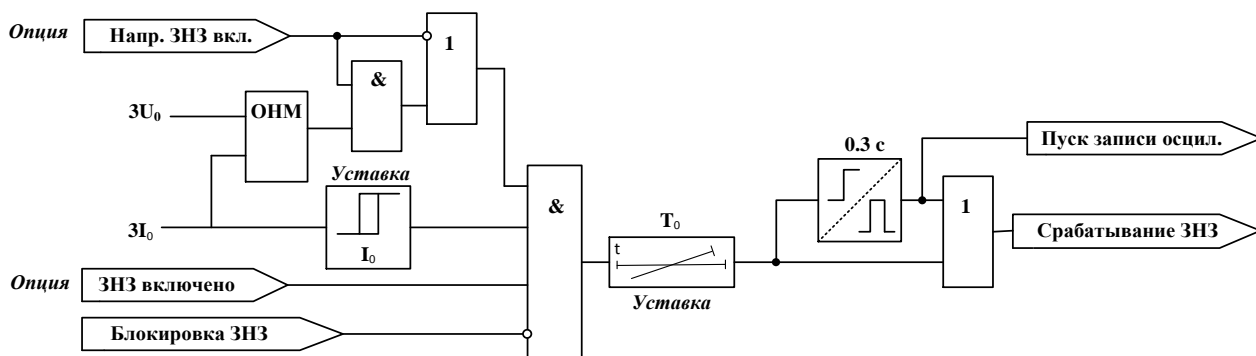 Опция
Напр. ЗНЗ вкл.
1
&
3U₀
ОНМ
Уставка
3I₀
I₀
Опция
ЗНЗ включено
Блокировка ЗНЗ
&
T₀
t
Уставка
0.3 с
1
Пуск записи осцил.
Срабатывание ЗНЗ